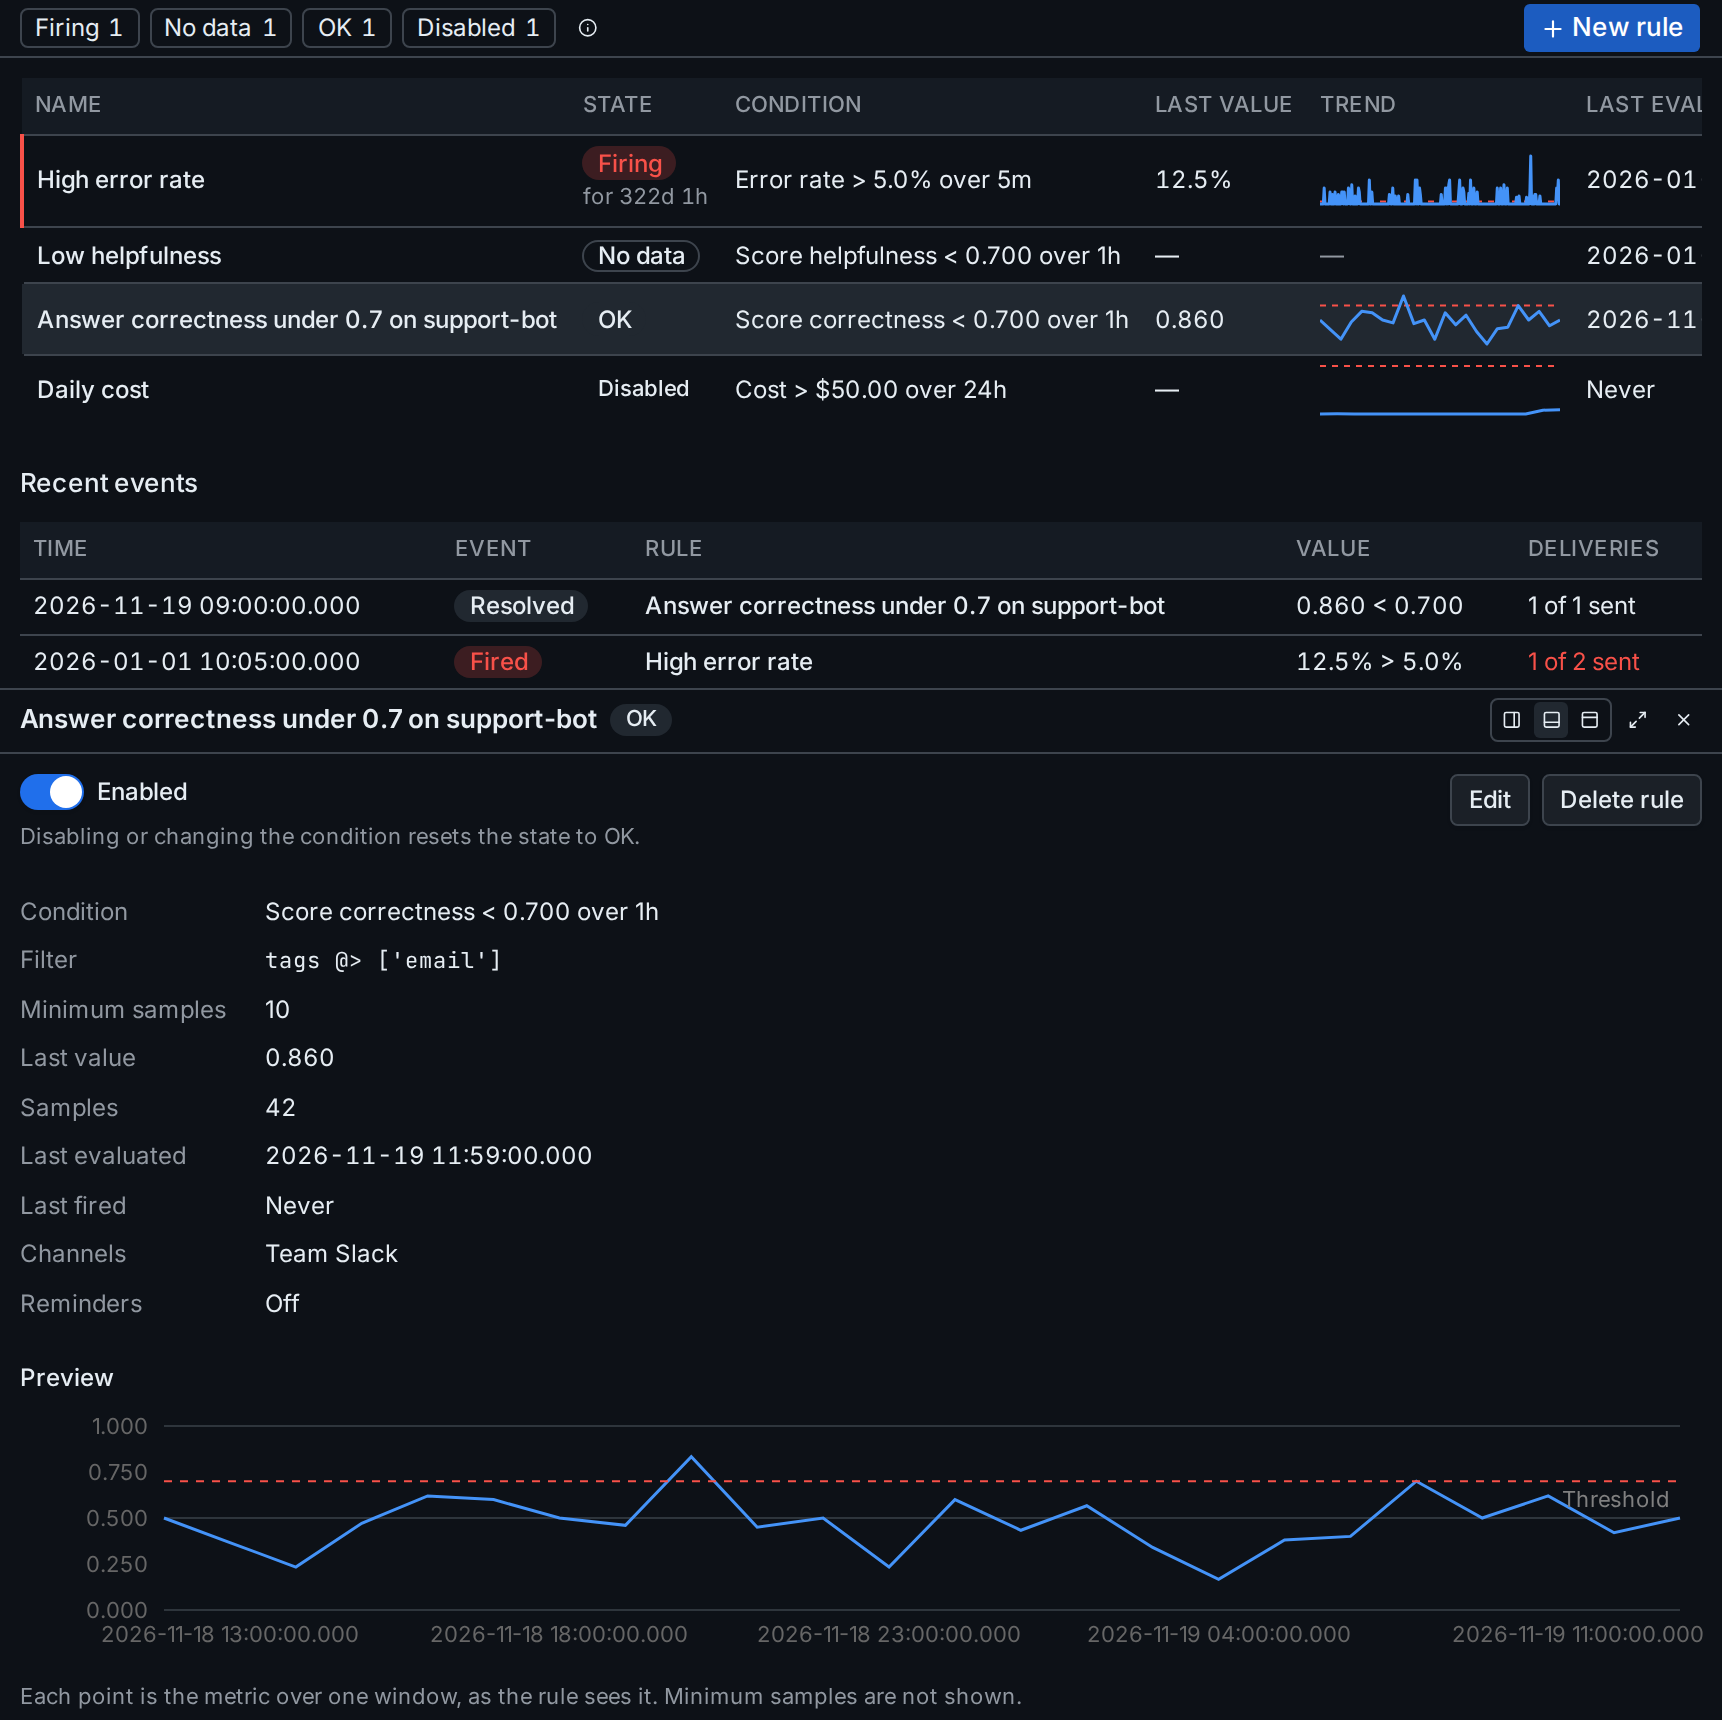 Firing 1
No data 1
OK 1
Disabled 1
+ New rule
NAME STATE CONDITION LAST VALUE TREND LAST EVAL
High error rate Firing for 322d 1h Error rate > 5.0% over 5m 12.5% 2026-01
Low helpfulness No data Score helpfulness < 0.700 over 1h — — 2026-01
Answer correctness under 0.7 on support-bot OK Score correctness < 0.700 over 1h 0.860 2026-11
Daily cost Disabled Cost > $50.00 over 24h — Never
Recent events
TIME EVENT RULE VALUE DELIVERIES
2026-11-19 09:00:00.000 Resolved Answer correctness under 0.7 on support-bot 0.860 < 0.700 1 of 1 sent
2026-01-01 10:05:00.000 Fired High error rate 12.5% > 5.0% 1 of 2 sent
Answer correctness under 0.7 on support-bot OK
Enabled
Edit
Delete rule
Disabling or changing the condition resets the state to OK.
Condition Score correctness < 0.700 over 1h
Filter tags @> ['email']
Minimum samples 10
Last value 0.860
Samples 42
Last evaluated 2026-11-19 11:59:00.000
Last fired Never
Channels Team Slack
Reminders Off
Preview
1.000
0.750
Threshold
0.500
0.250
0.000
2026-11-18 13:00:00.000 2026-11-18 18:00:00.000 2026-11-18 23:00:00.000 2026-11-19 04:00:00.000 2026-11-19 11:00:00.000
Each point is the metric over one window, as the rule sees it. Minimum samples are not shown.